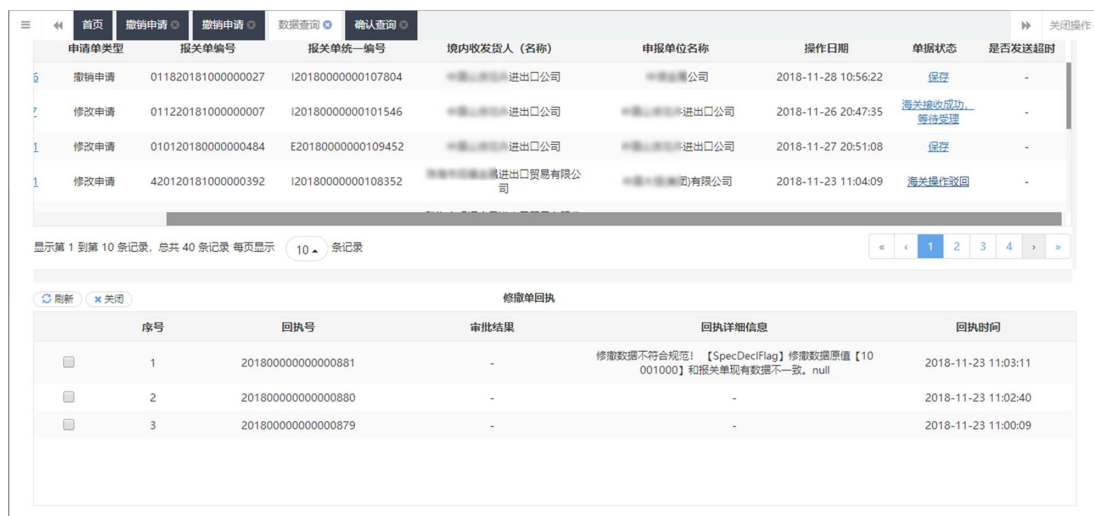 首页 撤销申请 撤销申请 数据查询 确认查询 关闭操作
申请单类型 报关单编号 报关单统一编号 境内收发货人（名称） 申报单位名称 操作日期 单据状态 是否发送超时
6 撤销申请 011820181000000027 I20180000000107804 进出口公司 公司 2018-11-28 10:56:22 保存 -
7 修改申请 011220181000000007 I20180000000101546 进出口公司 进出口公司 2018-11-26 20:47:35 海关接收成功，
等待受理 -
1 修改申请 010120180000000484 E20180000000109452 进出口公司 进出口公司 2018-11-27 20:51:08 保存 -
1 修改申请 420120181000000392 I20180000000108352 进出口贸易有限公
司 团)有限公司 2018-11-23 11:04:09 海关操作驳回 -
显示第 1 到第 10 条记录，总共 40 条记录 每页显示 10 条记录 « ‹ 1 2 3 4 › »
刷新 关闭 修撤单回执
序号 回执号 审批结果 回执详细信息 回执时间
1 201800000000000881 - 修撤数据不符合规范！ 【SpecDeclFlag】修撤数据原值【10
001000】和报关单现有数据不一致。null 2018-11-23 11:03:11
2 201800000000000880 - - 2018-11-23 11:02:40
3 201800000000000879 - - 2018-11-23 11:00:09